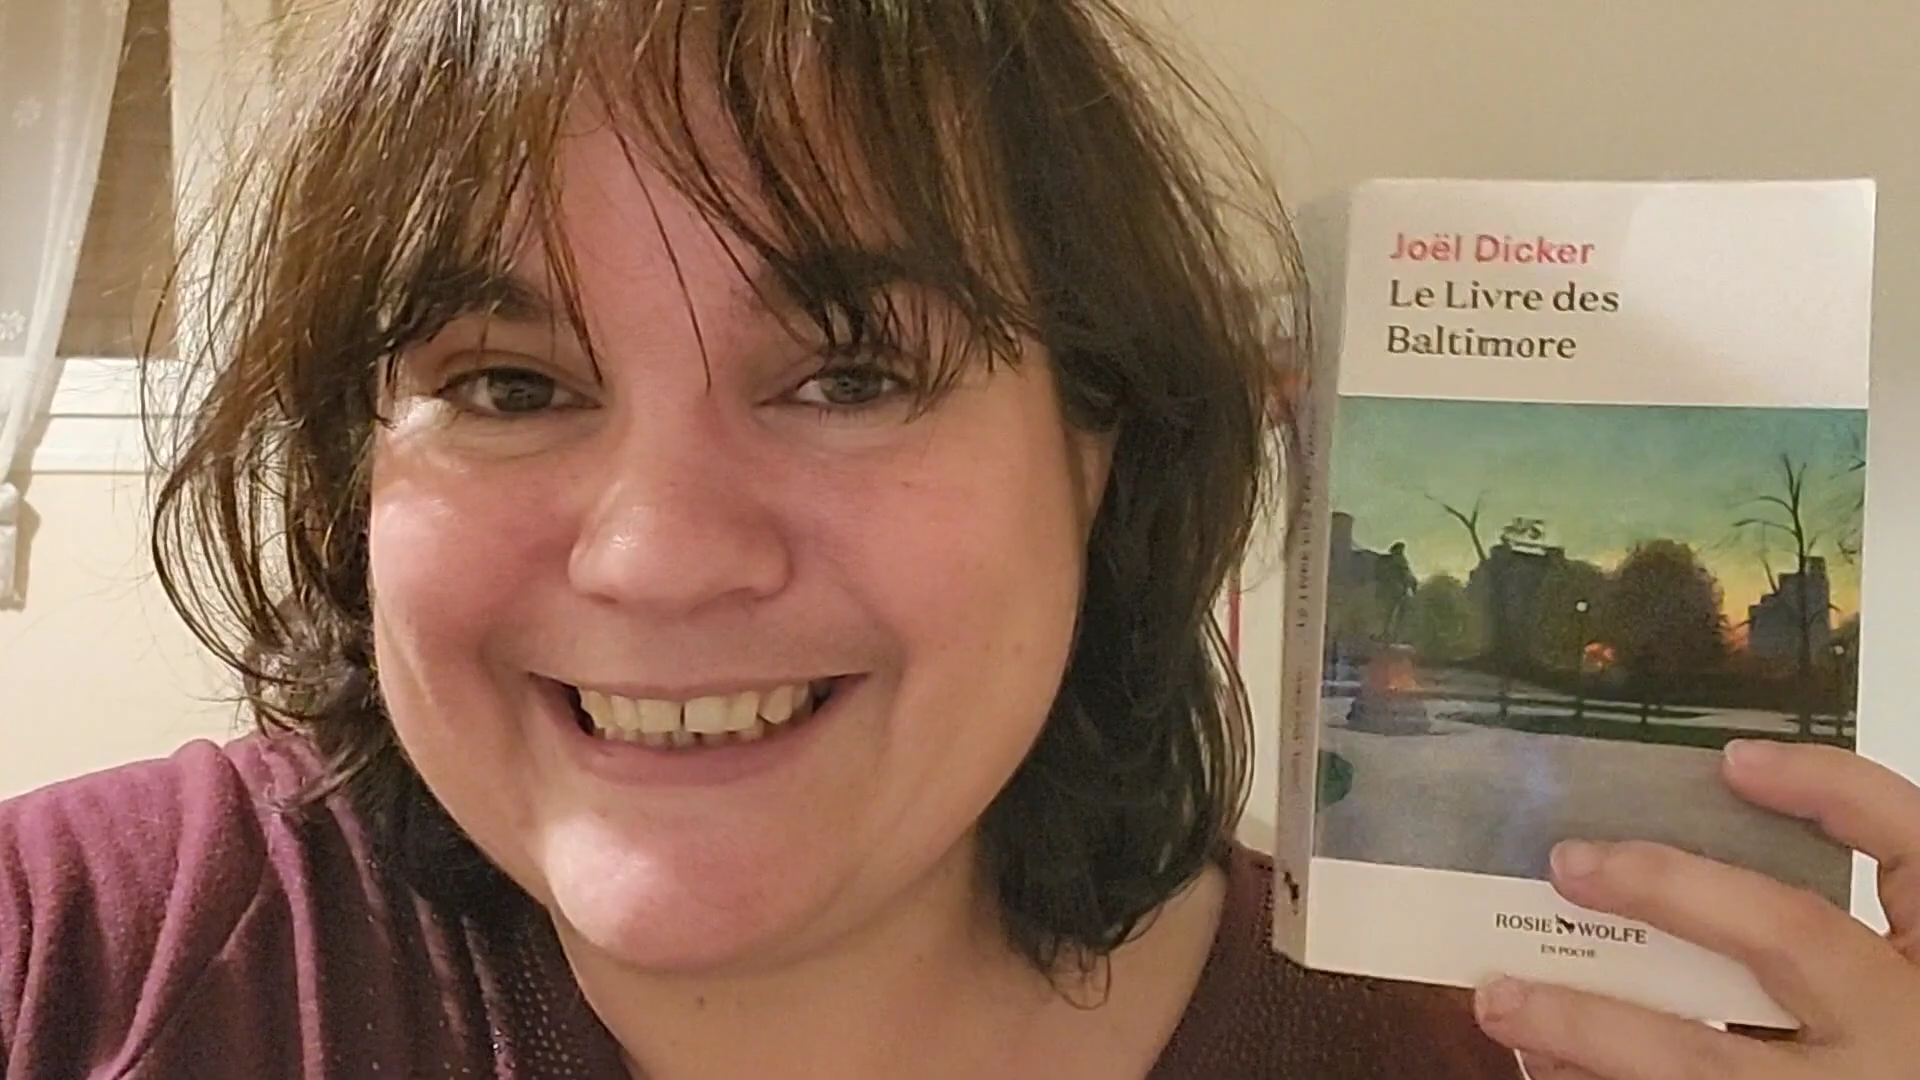 Joël Dicker
Le Livre des
Baltimore
ROSIE WOLFE
EN POCHE